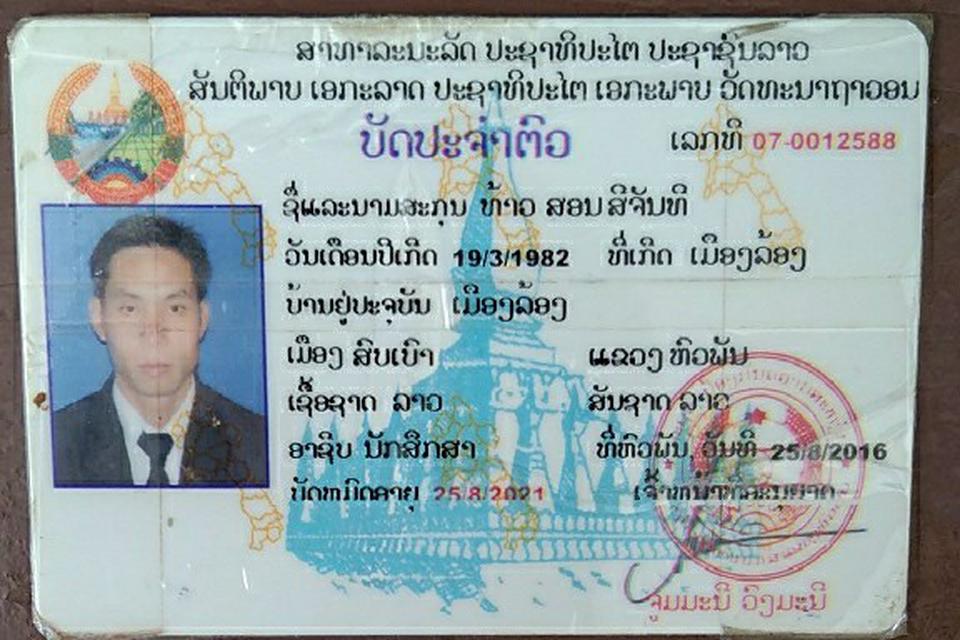 ສາທາລະນະລັດ ປະຊາທິປະໄຕ ປະຊາຊົນລາວ
ສັນຕິພາບ ເອກະລາດ ປະຊາທິປະໄຕ ເອກະພາບ ວັດທະນາຖາວອນ
ບັດປະຈຳຕົວ ເລກທີ 07-0012588
ຊື່ແລະນາມສະກຸນ ທ້າວ ສອນ ສີຈັນທິ
ວັນເດືອນປີເກີດ 19/3/1982 ທີ່ເກີດ ເມືອງລ້ອງ
ບ້ານຢູ່ປະຈຸບັນ ເມືອງລ້ອງ
ເມືອງ ສົບເບົາ ແຂວງ ຫົວພັນ
ເຊື້ອຊາດ ລາວ ສັນຊາດ ລາວ
ອາຊິບ ນັກສຶກສາ ທີ່ຫົວພັນ, ວັນທີ 25/8/2016
ບັດຫມົດອາຍຸ 25/8/2021 ເຈົ້າຫນ້າທີ່ອະນຸຍາດ
ຈູມມະນີ ວົງມະນີ